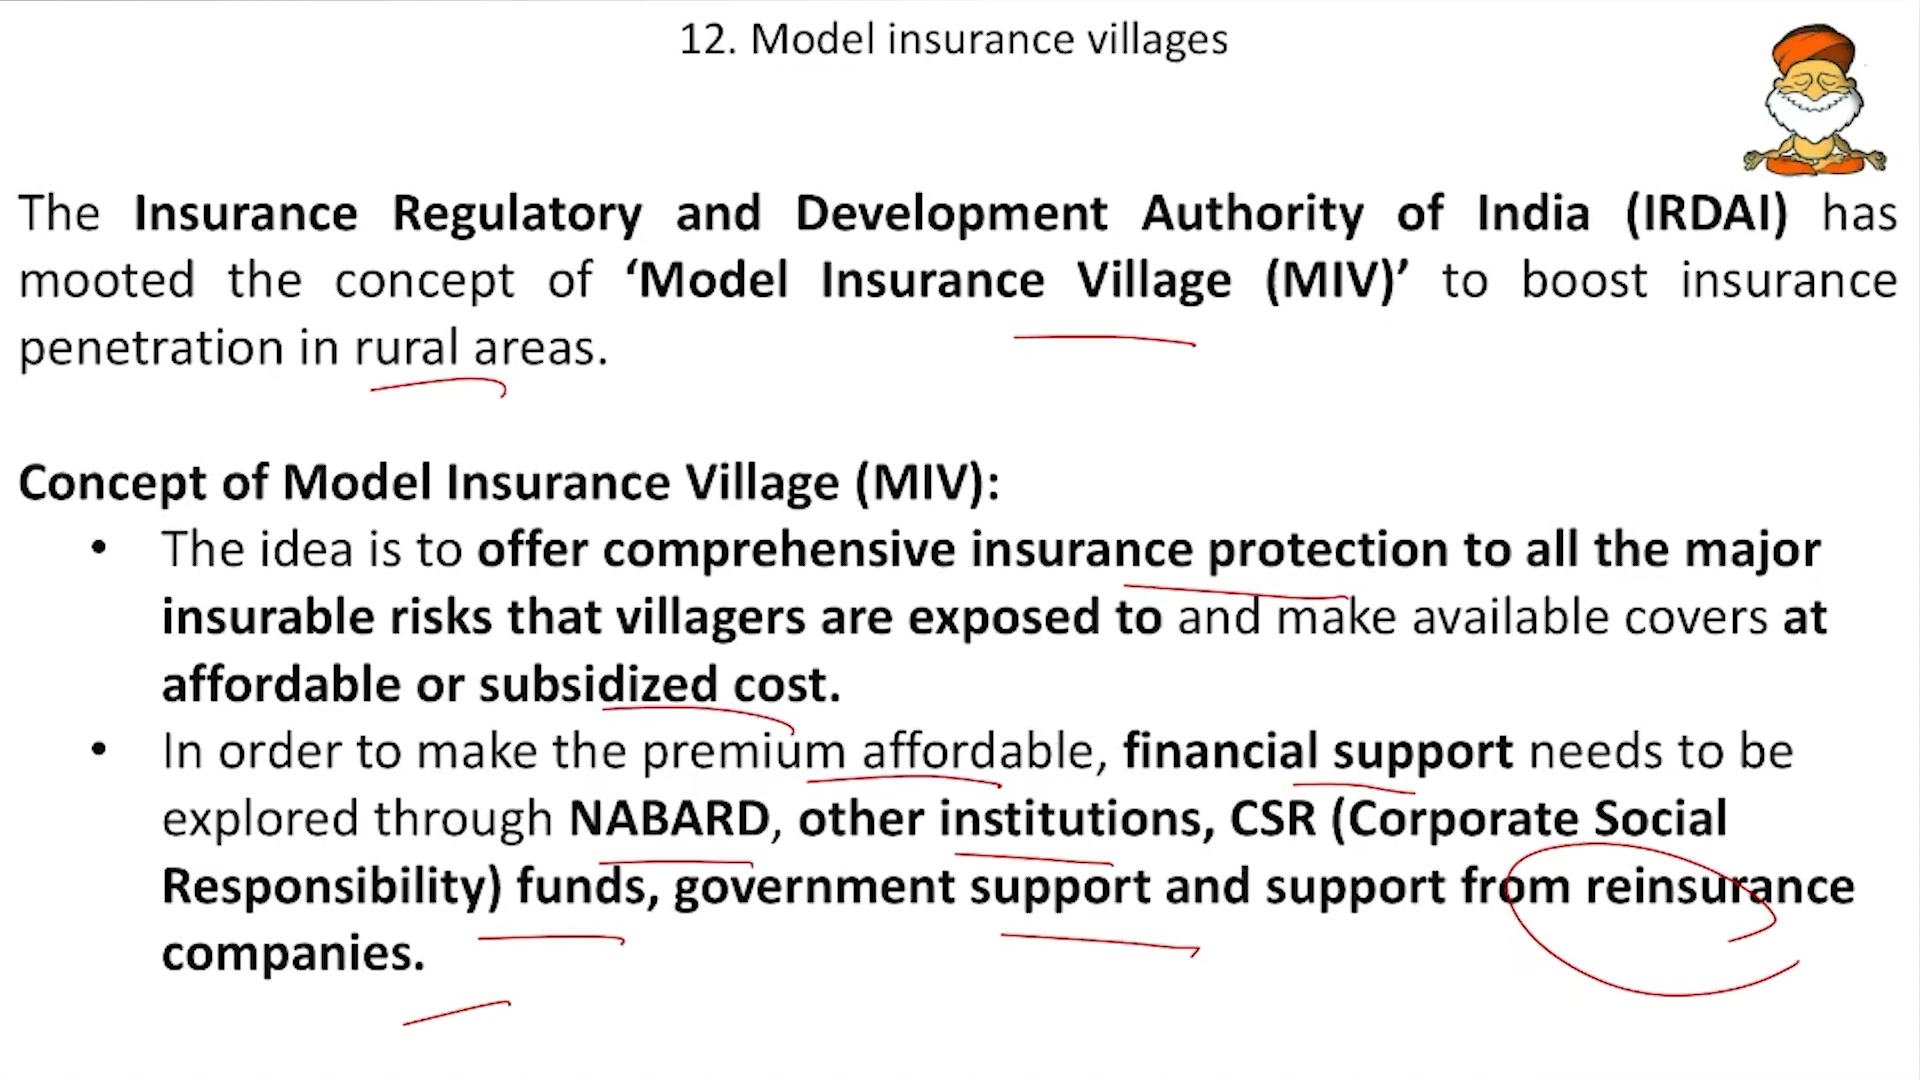 12. Model insurance villages
The Insurance Regulatory and Development Authority of India (IRDAI) has
mooted the concept of ‘Model Insurance Village (MIV)’ to boost insurance
penetration in rural areas.
Concept of Model Insurance Village (MIV):
• The idea is to offer comprehensive insurance protection to all the major
insurable risks that villagers are exposed to and make available covers at
affordable or subsidized cost.
• In order to make the premium affordable, financial support needs to be
explored through NABARD, other institutions, CSR (Corporate Social
Responsibility) funds, government support and support from reinsurance
companies.